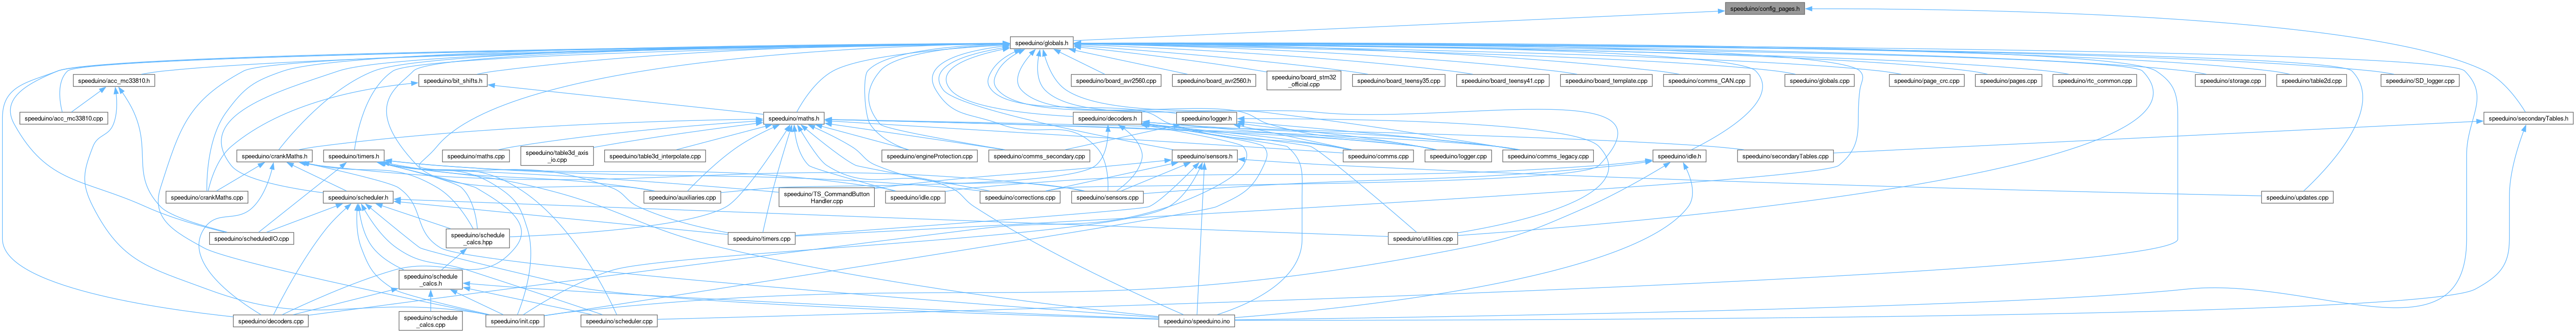 speeduino/config_pages.h
speeduino/globals.h
speeduino/acc_mc33810.h
speeduino/bit_shifts.h
speeduino/board_avr2560.cpp
speeduino/board_avr2560.h
speeduino/board_stm32
_official.cpp
speeduino/board_teensy35.cpp
speeduino/board_teensy41.cpp
speeduino/board_template.cpp
speeduino/comms_CAN.cpp
speeduino/globals.cpp
speeduino/page_crc.cpp
speeduino/pages.cpp
speeduino/rtc_common.cpp
speeduino/storage.cpp
speeduino/table2d.cpp
speeduino/SD_logger.cpp
speeduino/acc_mc33810.cpp
speeduino/maths.h
speeduino/decoders.h
speeduino/logger.h
speeduino/secondaryTables.h
speeduino/crankMaths.h
speeduino/timers.h
speeduino/maths.cpp
speeduino/table3d_axis
_io.cpp
speeduino/table3d_interpolate.cpp
speeduino/engineProtection.cpp
speeduino/comms_secondary.cpp
speeduino/sensors.h
speeduino/comms.cpp
speeduino/logger.cpp
speeduino/comms_legacy.cpp
speeduino/idle.h
speeduino/secondaryTables.cpp
speeduino/crankMaths.cpp
speeduino/scheduler.h
speeduino/auxiliaries.cpp
speeduino/TS_CommandButton
Handler.cpp
speeduino/idle.cpp
speeduino/corrections.cpp
speeduino/sensors.cpp
speeduino/updates.cpp
speeduino/scheduledIO.cpp
speeduino/schedule
_calcs.hpp
speeduino/timers.cpp
speeduino/utilities.cpp
speeduino/schedule
_calcs.h
speeduino/decoders.cpp
speeduino/schedule
_calcs.cpp
speeduino/init.cpp
speeduino/scheduler.cpp
speeduino/speeduino.ino